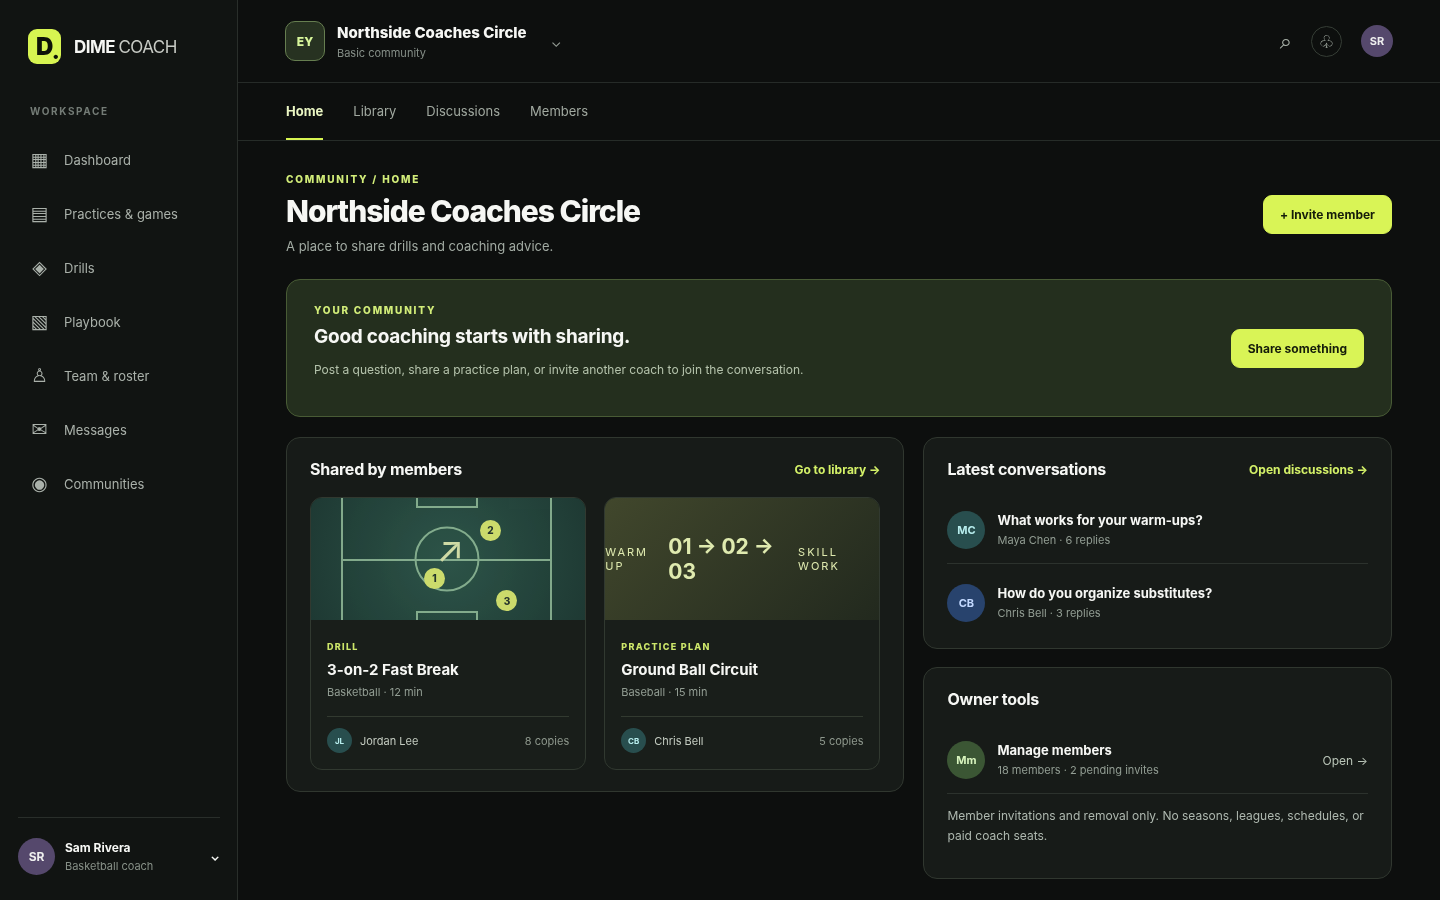 D.
DIME COACH
WORKSPACE
Dashboard
Practices & games
Drills
Playbook
Team & roster
Messages
Communities
SR
Sam Rivera
Basketball coach
EY
Northside Coaches Circle
Basic community
SR
Home
Library
Discussions
Members
COMMUNITY / HOME
Northside Coaches Circle
A place to share drills and coaching advice.
+ Invite member
YOUR COMMUNITY
Good coaching starts with sharing.
Post a question, share a practice plan, or invite another coach to join the conversation.
Share something
Shared by members
Go to library →
2
1
3
DRILL
3-on-2 Fast Break
Basketball · 12 min
JL
Jordan Lee
8 copies
WARM
UP
01 → 02 →
03
SKILL
WORK
PRACTICE PLAN
Ground Ball Circuit
Baseball · 15 min
CB
Chris Bell
5 copies
Latest conversations
Open discussions →
MC
What works for your warm-ups?
Maya Chen · 6 replies
CB
How do you organize substitutes?
Chris Bell · 3 replies
Owner tools
Mm
Manage members
18 members · 2 pending invites
Open →
Member invitations and removal only. No seasons, leagues, schedules, or
paid coach seats.